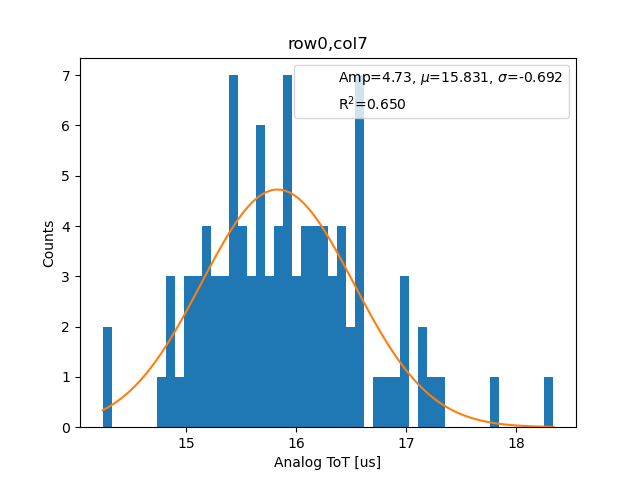 row0,col7
Amp=4.73, μ=15.831, σ=-0.692
R²=0.650
Counts
7
6
5
4
3
2
1
0
15 16 17 18
Analog ToT [us]